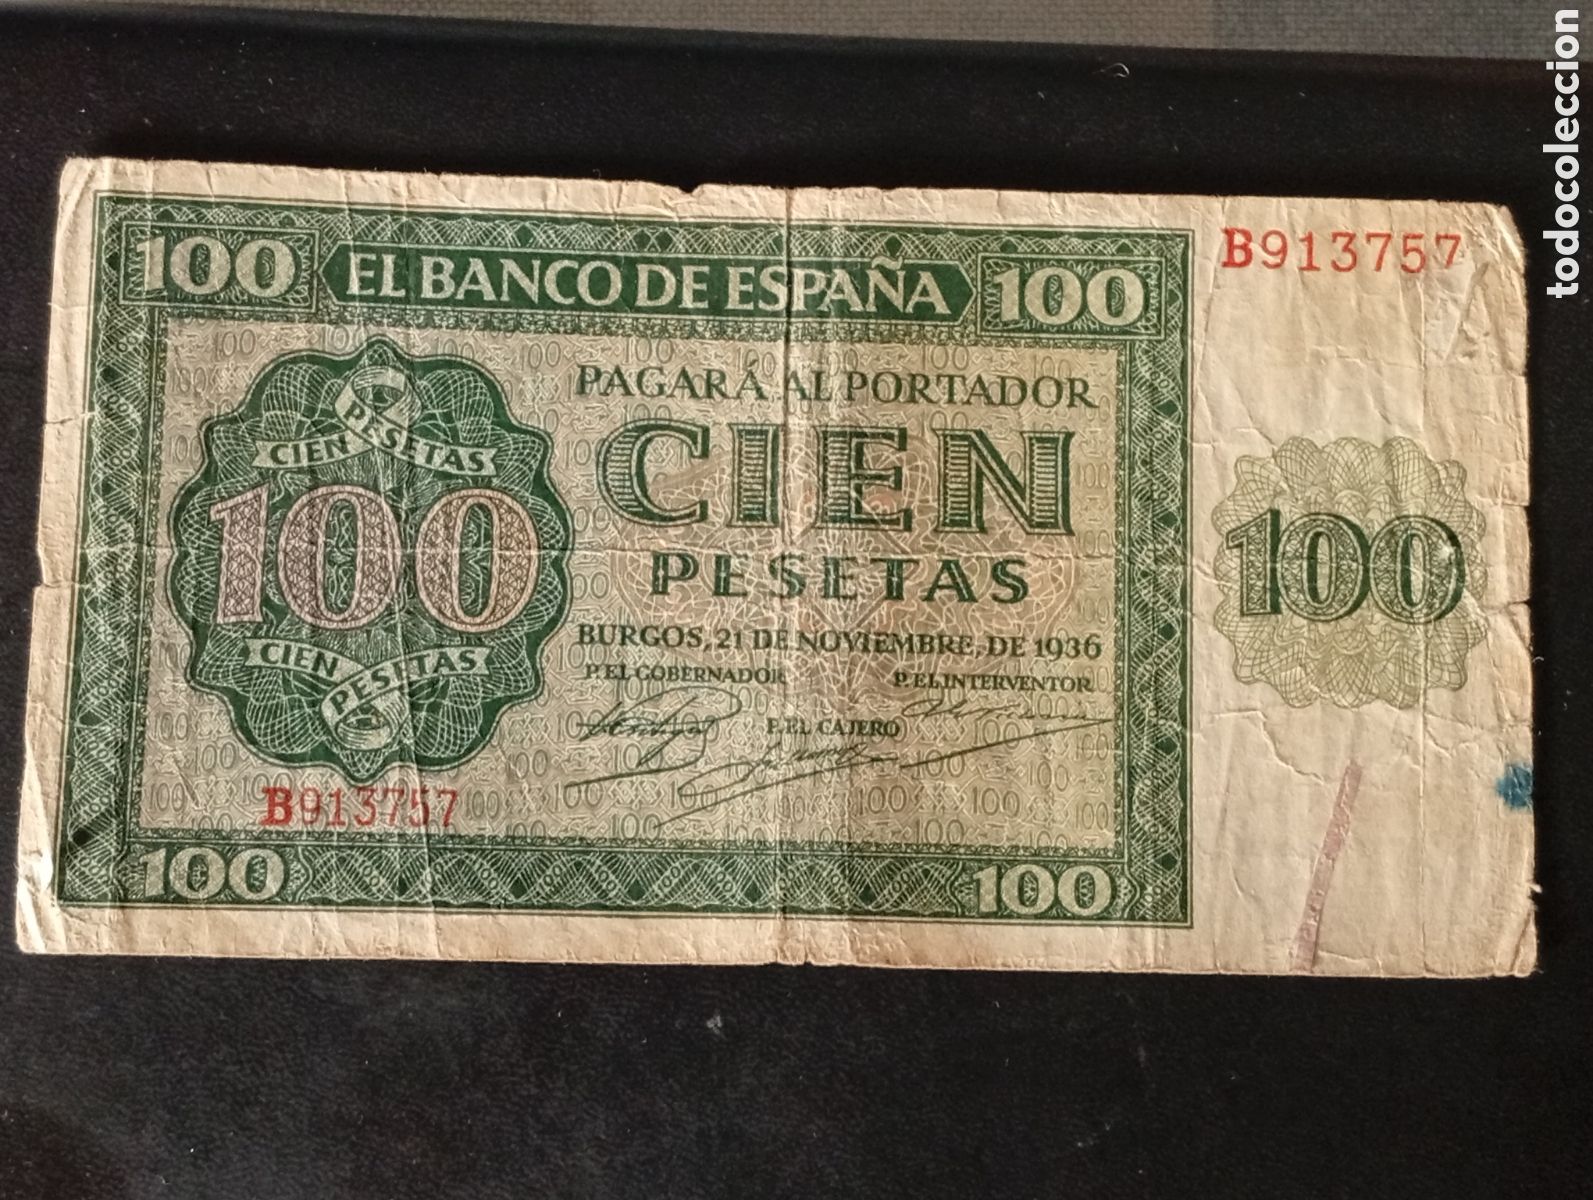 todocoleccion
B913757
100 EL BANCO DE ESPAÑA 100
PAGARÁ AL PORTADOR
CIEN
PESETAS
CIEN PESETAS
100
CIEN PESETAS
100
BURGOS, 21 DE NOVIEMBRE, DE 1936
P. EL GOBERNADOR
P. EL INTERVENTOR
P. EL CAJERO
B913757
100
100